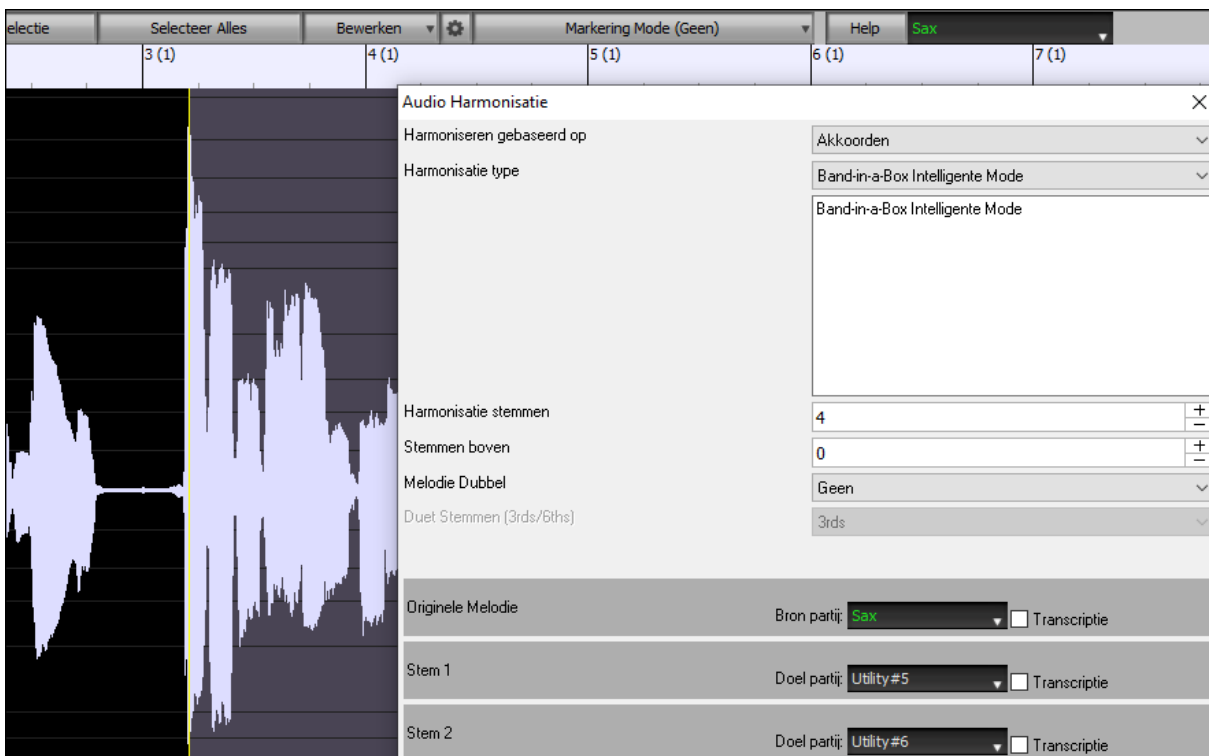 electie Selecteer Alles Bewerken Markering Mode (Geen) Help Sax
3 (1) 4 (1) 5 (1) 6 (1) 7 (1)
Audio Harmonisatie
Harmoniseren gebaseerd op Akkoorden
Harmonisatie type Band-in-a-Box Intelligente Mode
Band-in-a-Box Intelligente Mode
Harmonisatie stemmen 4
Stemmen boven 0
Melodie Dubbel Geen
Duet Stemmen (3rds/6ths) 3rds
Originele Melodie Bron partij: Sax Transcriptie
Stem 1 Doel partij: Utility#5 Transcriptie
Stem 2 Doel partij: Utility#6 Transcriptie